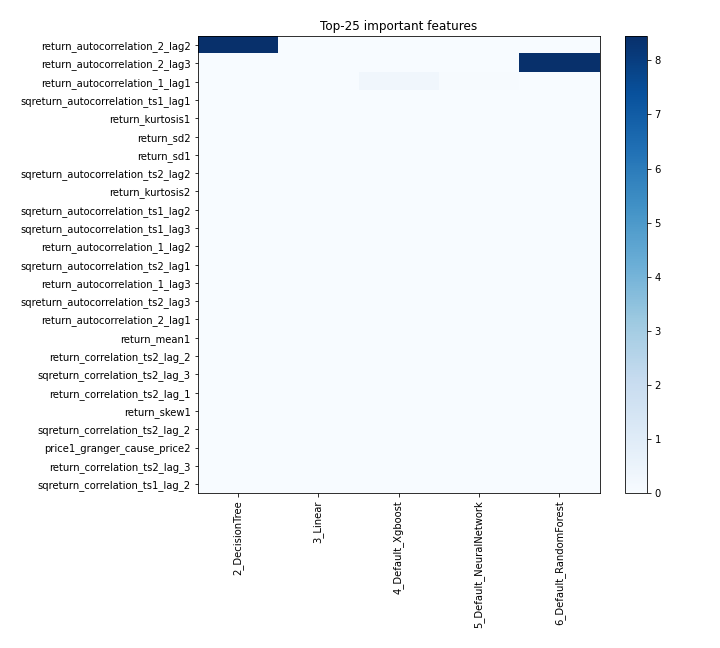 Top-25 important features
return_autocorrelation_2_lag2
return_autocorrelation_2_lag3
return_autocorrelation_1_lag1
sqreturn_autocorrelation_ts1_lag1
return_kurtosis1
return_sd2
return_sd1
sqreturn_autocorrelation_ts2_lag2
return_kurtosis2
sqreturn_autocorrelation_ts1_lag2
sqreturn_autocorrelation_ts1_lag3
return_autocorrelation_1_lag2
sqreturn_autocorrelation_ts2_lag1
return_autocorrelation_1_lag3
sqreturn_autocorrelation_ts2_lag3
return_autocorrelation_2_lag1
return_mean1
return_correlation_ts2_lag_2
sqreturn_correlation_ts2_lag_3
return_correlation_ts2_lag_1
return_skew1
sqreturn_correlation_ts2_lag_2
price1_granger_cause_price2
return_correlation_ts2_lag_3
sqreturn_correlation_ts1_lag_2
2_DecisionTree
3_Linear
4_Default_Xgboost
5_Default_NeuralNetwork
6_Default_RandomForest
8
7
6
5
4
3
2
1
0